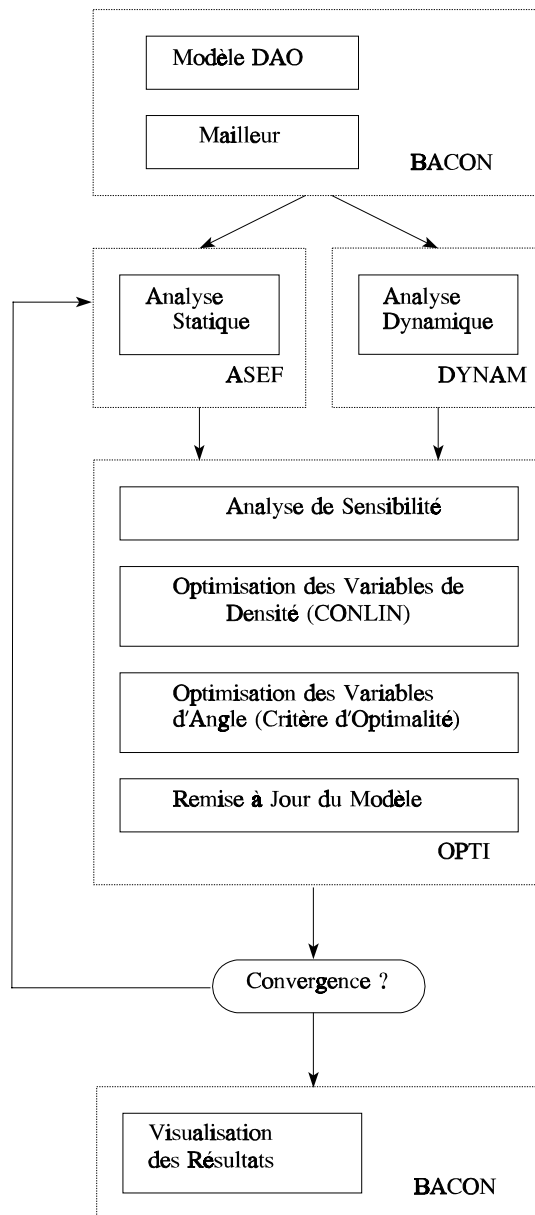 Modèle DAO
Mailleur
BACON
Analyse
Statique
ASEF
Analyse
Dynamique
DYNAM
Analyse de Sensibilité
Optimisation des Variables de
Densité (CONLIN)
Optimisation des Variables
d'Angle (Critère d'Optimalité)
Remise à Jour du Modèle
OPTI
Convergence ?
Visualisation
des Résultats
BACON